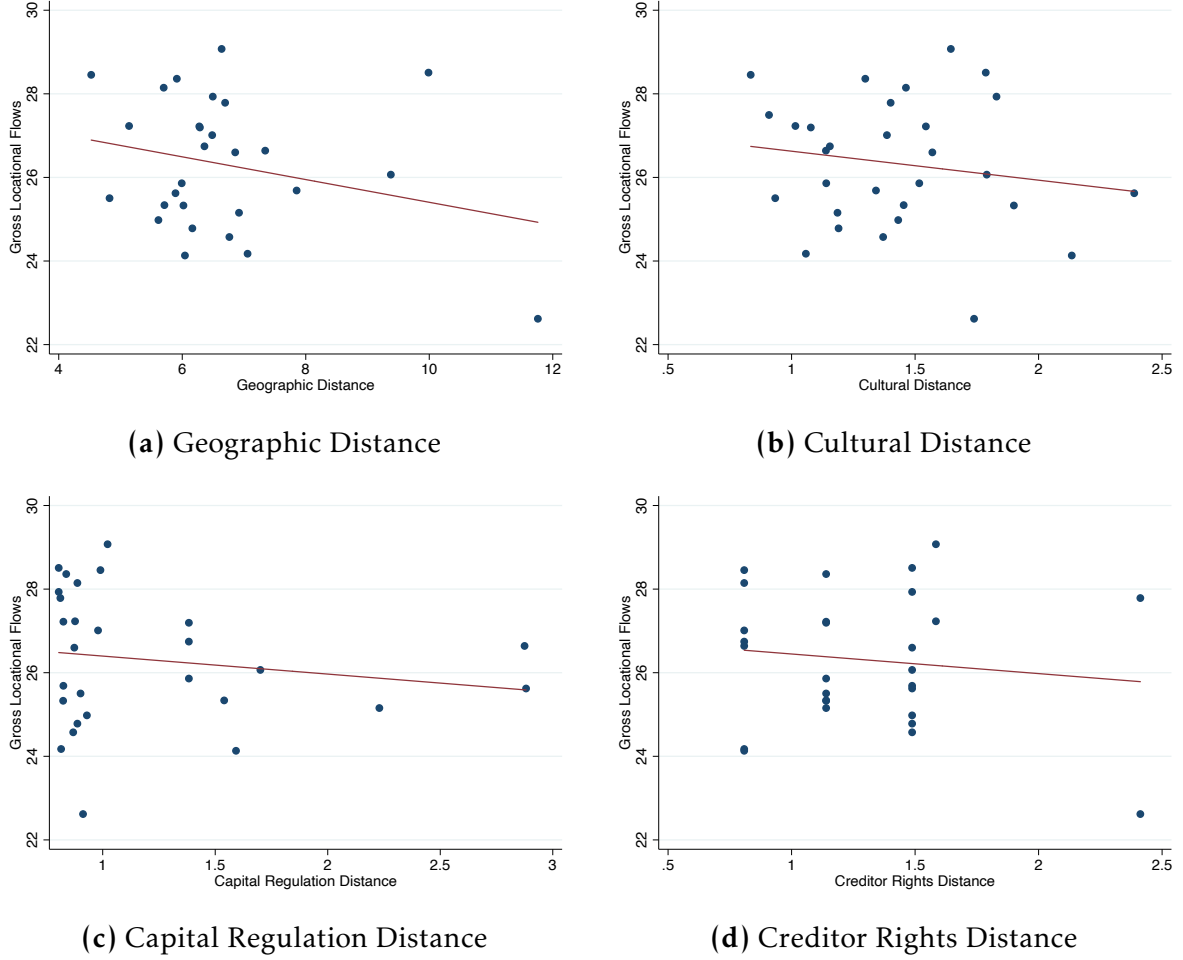 30
28
26
24
22
Gross Locational Flows
4 6 8 10 12
Geographic Distance
(a) Geographic Distance
30
28
26
24
22
Gross Locational Flows
.5 1 1.5 2 2.5
Cultural Distance
(b) Cultural Distance
30
28
26
24
22
Gross Locational Flows
1 1.5 2 2.5 3
Capital Regulation Distance
(c) Capital Regulation Distance
30
28
26
24
22
Gross Locational Flows
.5 1 1.5 2 2.5
Creditor Rights Distance
(d) Creditor Rights Distance